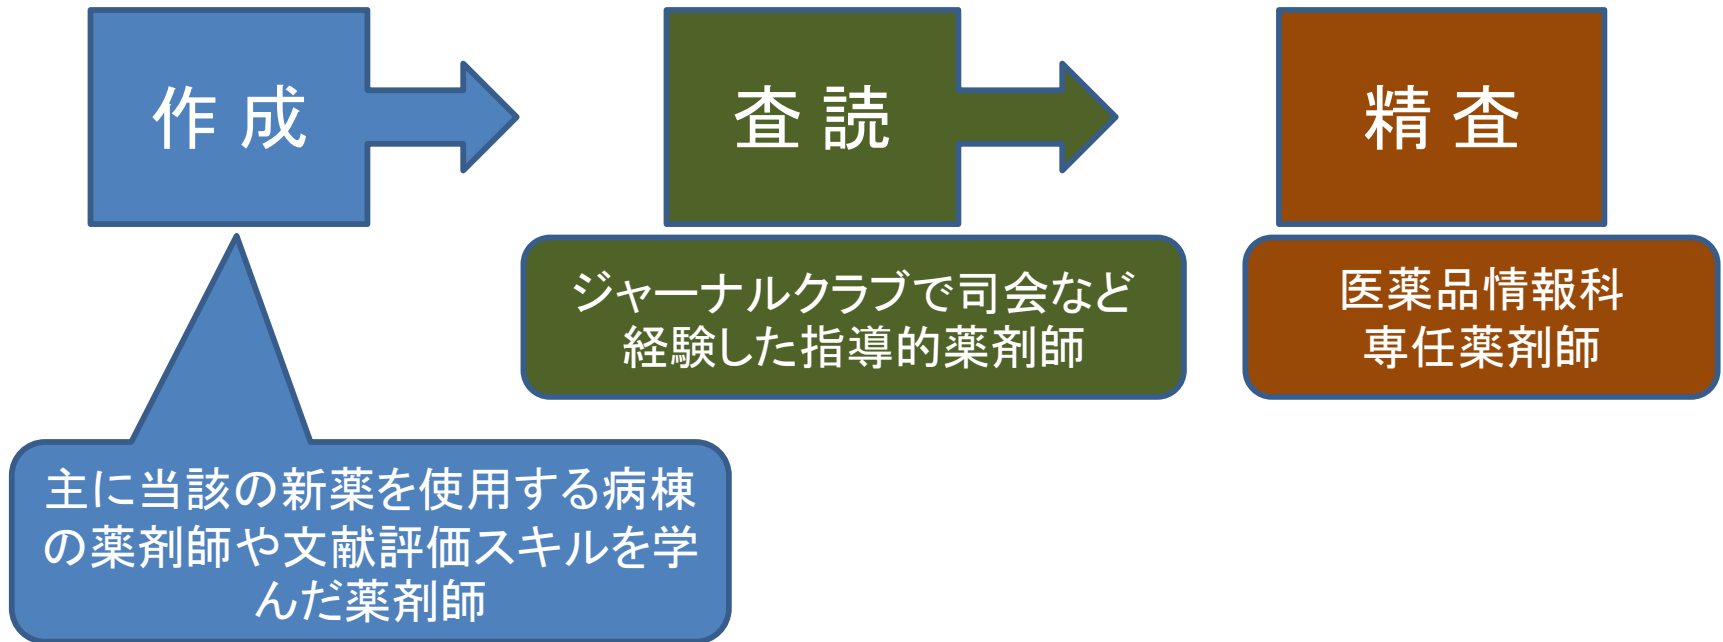 作 成
査 読
精 査
ジャーナルクラブで司会など
経験した指導的薬剤師
医薬品情報科
専任薬剤師
主に当該の新薬を使用する病棟
の薬剤師や文献評価スキルを学
んだ薬剤師